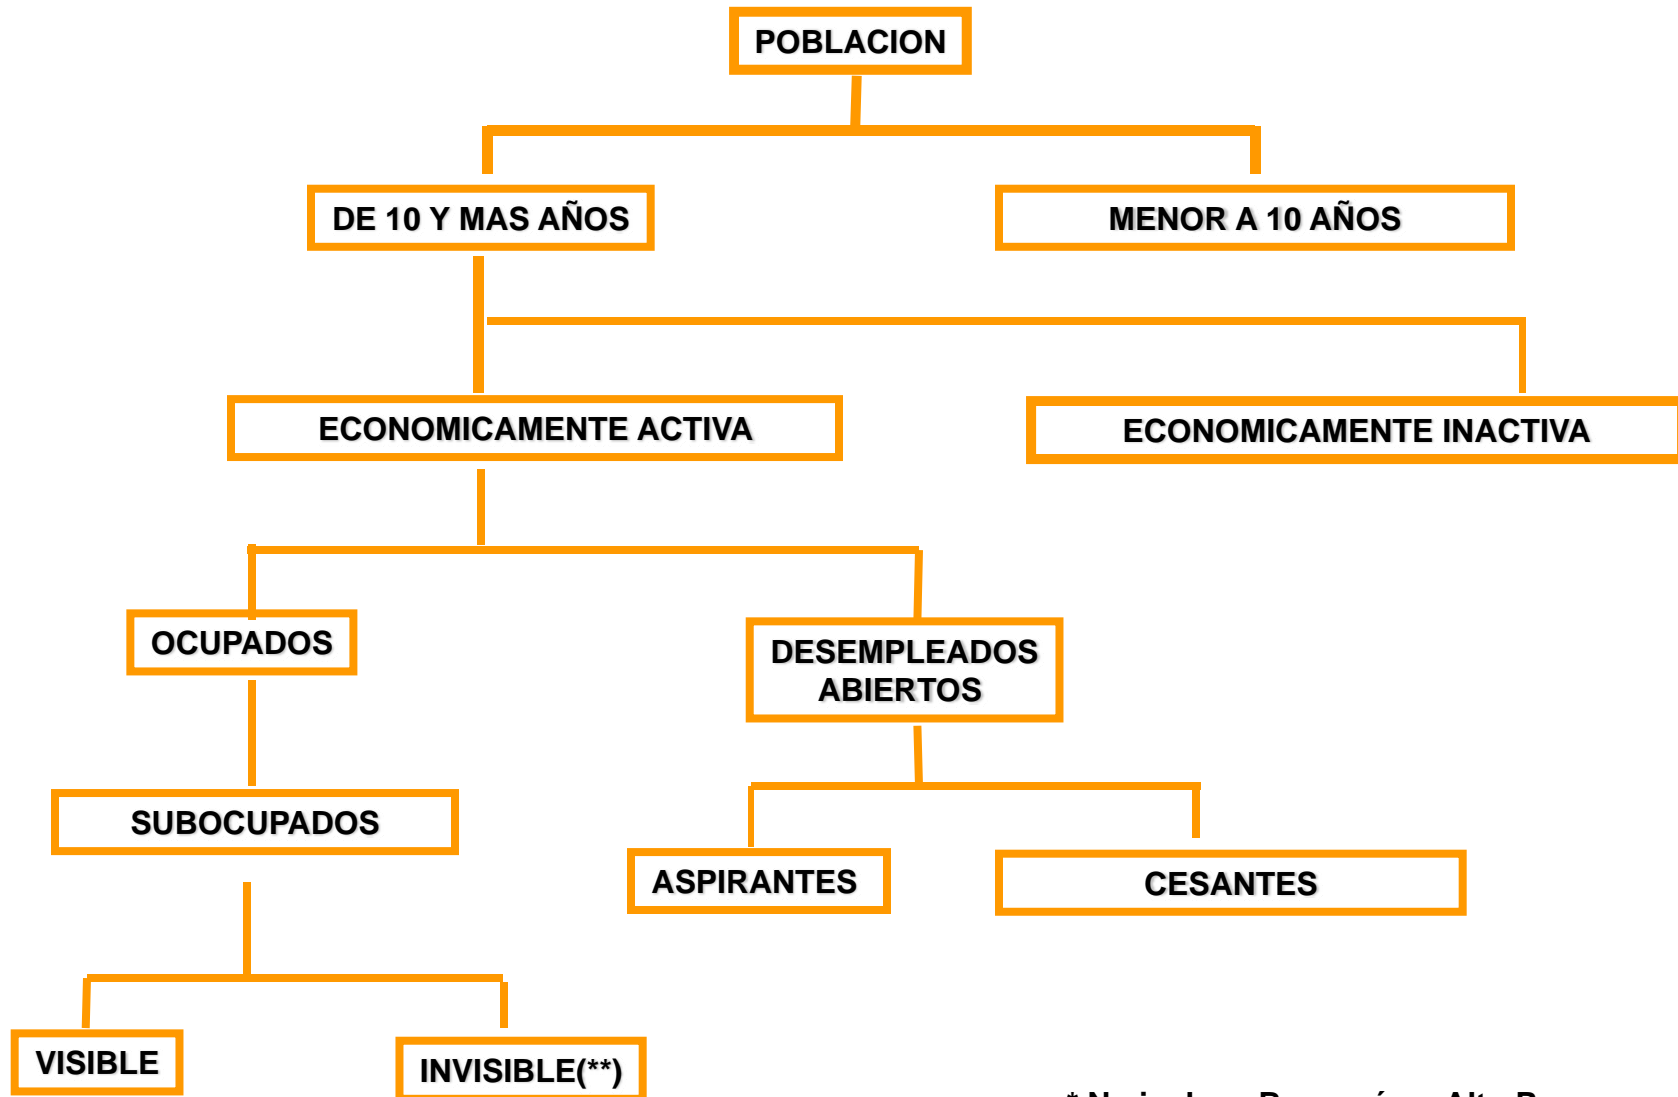 POBLACION
DE 10 Y MAS AÑOS
MENOR A 10 AÑOS
ECONOMICAMENTE ACTIVA
ECONOMICAMENTE INACTIVA
OCUPADOS
DESEMPLEADOS
ABIERTOS
SUBOCUPADOS
ASPIRANTES
CESANTES
VISIBLE
INVISIBLE(**)
*